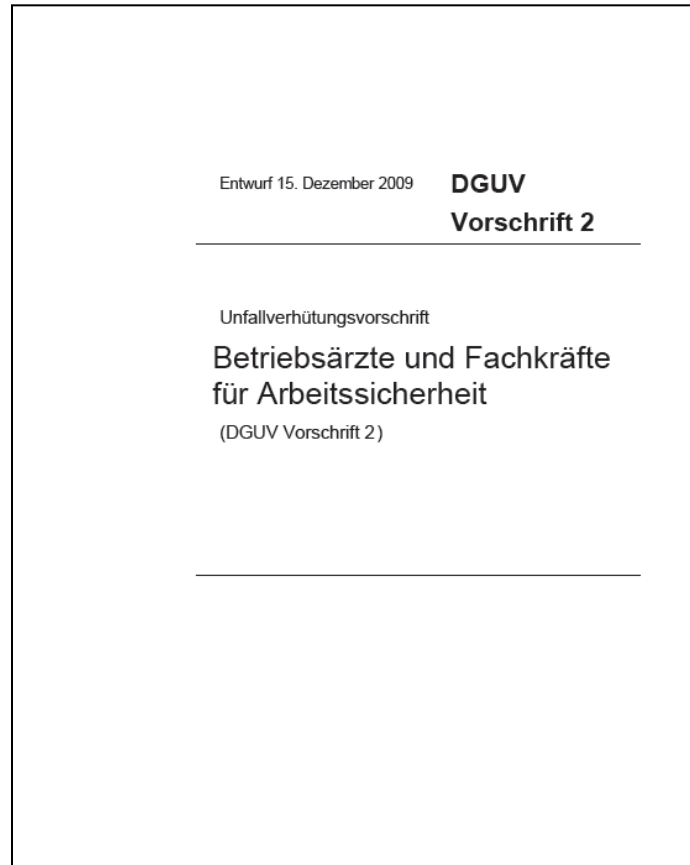 Entwurf 15. Dezember 2009
DGUV
Vorschrift 2
Unfallverhütungsvorschrift
Betriebsärzte und Fachkräfte
für Arbeitssicherheit
(DGUV Vorschrift 2)